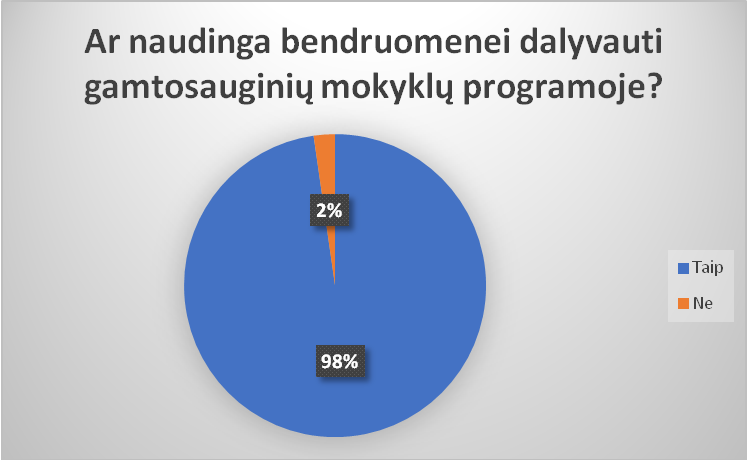 Ar naudinga bendruomenei dalyvauti
gamtosauginių mokyklų programoje?
2%
98%
Taip
Ne